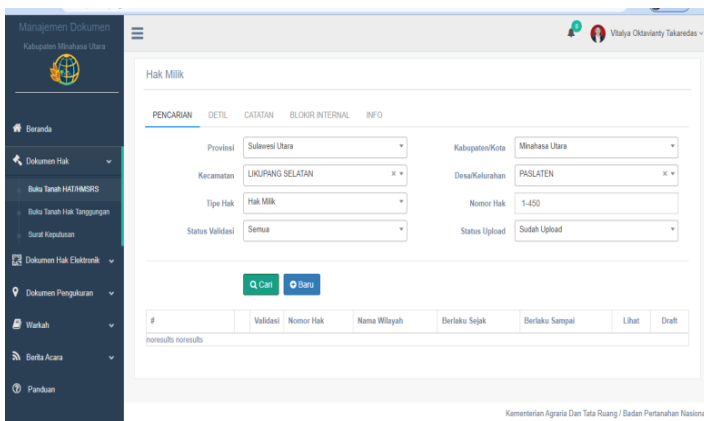 Manajemen Dokumen
Kabupaten Minahasa Utara
0
Vitalya Oktavianty Takaredas
Hak Milik
PENCARIAN DETIL CATATAN BLOKIR INTERNAL INFO
Beranda
Provinsi Sulawesi Utara Kabupaten/Kota Minahasa Utara
Dokumen Hak
Kecamatan LIKUPANG SELATAN × Desa/Kelurahan PASLATEN ×
Buku Tanah HAT/HMSRS
Tipe Hak Hak Milik Nomor Hak 1-450
Buku Tanah Hak Tanggungan
Status Validasi Semua Status Upload Sudah Upload
Surat Keputusan
Dokumen Hak Elektronik
Cari Baru
Dokumen Pengukuran
# Validasi Nomor Hak Nama Wilayah Berlaku Sejak Berlaku Sampai Lihat Draft
Warkah
noresults noresults
Berita Acara
Panduan
Kementerian Agraria Dan Tata Ruang / Badan Pertanahan Nasiona